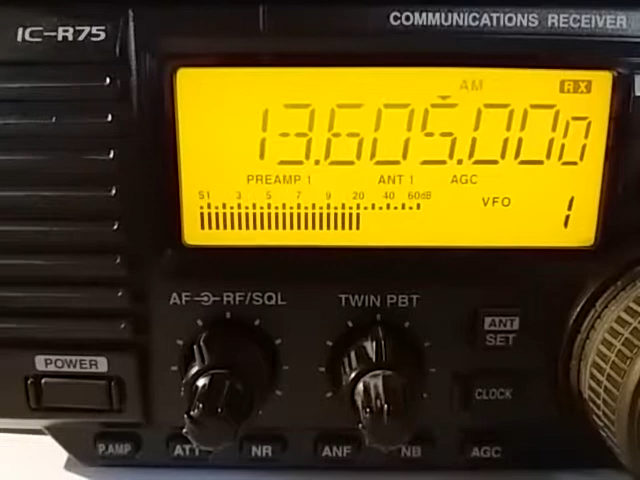 IC-R75
COMMUNICATIONS RECEIVER
AM RX
13.605.000
PREAMP 1 ANT 1 AGC
S1 3 5 7 9 20 40 60dB
VFO 1
AF RF/SQL TWIN PBT
ANT
SET
POWER
CLOCK
P.AMP ATT NR ANF NB AGC